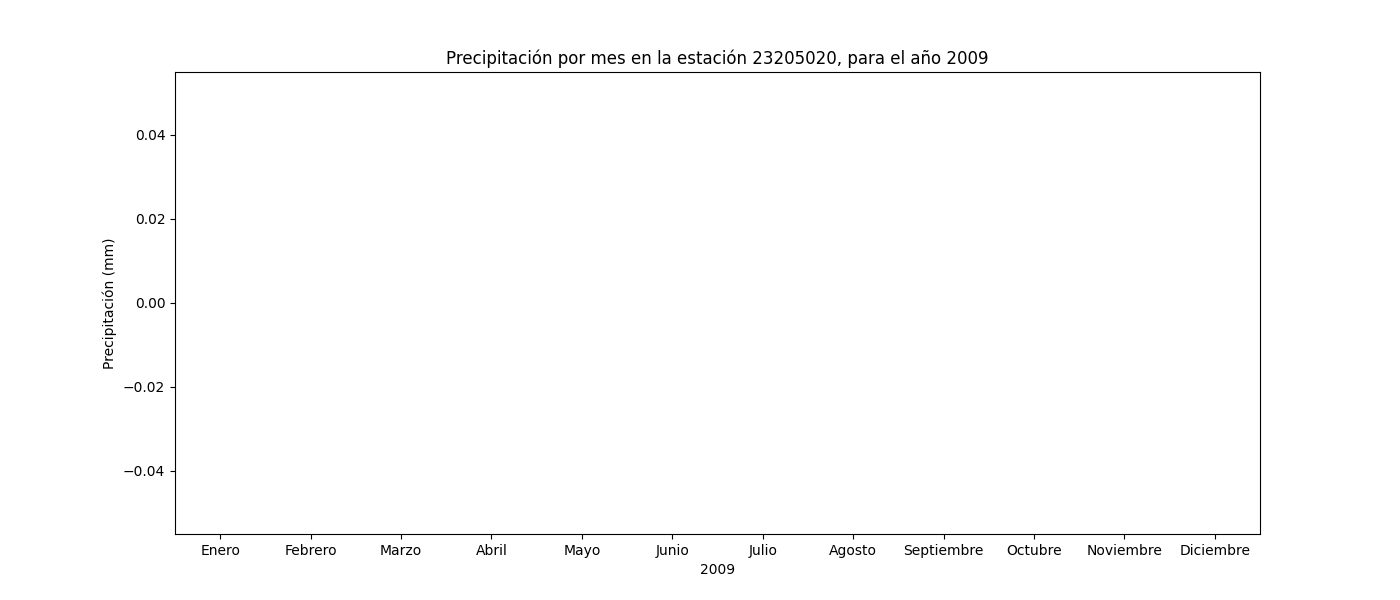 Precipitación por mes en la estación 23205020, para el año 2009
0.04
0.02
0.00
−0.02
−0.04
Precipitación (mm)
Enero Febrero Marzo Abril Mayo Junio Julio Agosto Septiembre Octubre Noviembre Diciembre
2009